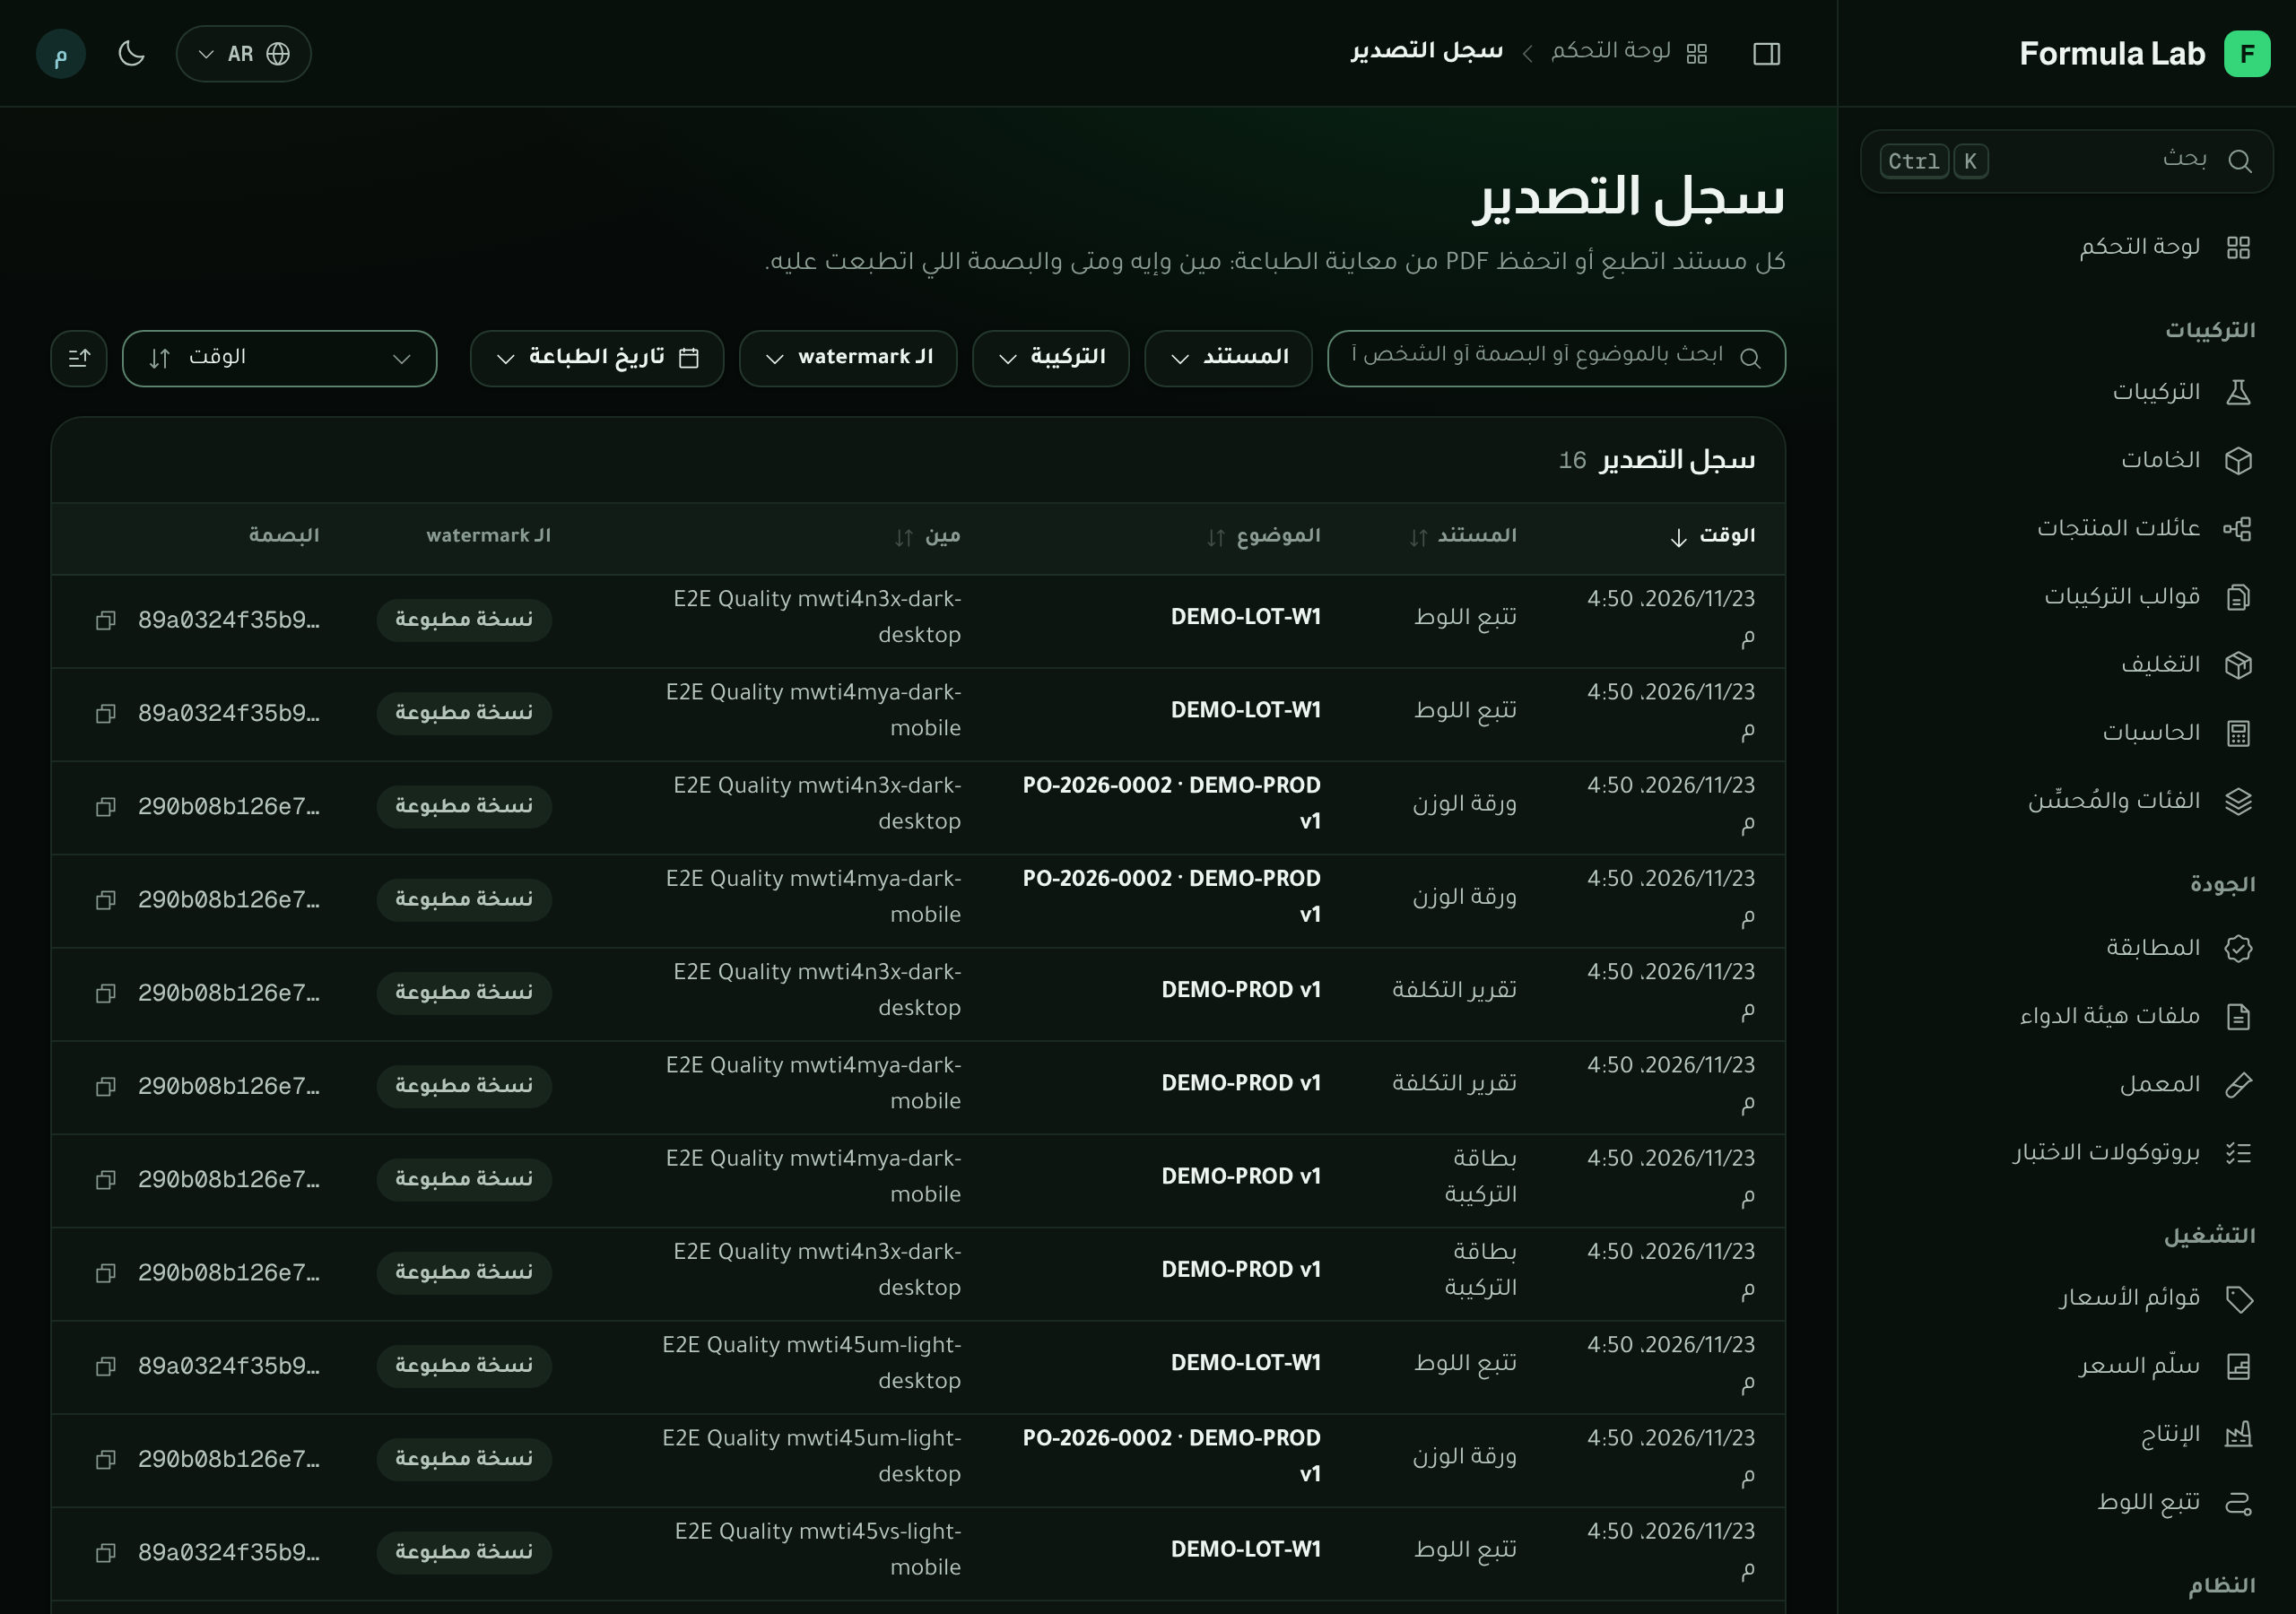 F Formula Lab
بحث
Ctrl K
لوحة التحكم
التركيبات
التركيبات
الخامات
عائلات المنتجات
قوالب التركيبات
التغليف
الحاسبات
الفئات والمُحسِّن
الجودة
المطابقة
ملفات هيئة الدواء
المعمل
بروتوكولات الاختبار
التشغيل
قوائم الأسعار
سلّم السعر
الإنتاج
تتبع اللوط
النظام
لوحة التحكم
سجل التصدير
AR
م
سجل التصدير
كل مستند اتطبع أو اتحفظ PDF من معاينة الطباعة: مين وإيه ومتى والبصمة اللي اتطبعت عليه.
ابحث بالموضوع أو البصمة أو الشخص أ
المستند
التركيبة
الـ watermark
تاريخ الطباعة
الوقت
سجل التصدير 16
الوقت المستند الموضوع مين الـ watermark البصمة
2026/11/23، 4:50 تتبع اللوط DEMO-LOT-W1 E2E Quality mwti4n3x-dark- نسخة مطبوعة 89a0324f35b9…
م desktop
2026/11/23، 4:50 تتبع اللوط DEMO-LOT-W1 E2E Quality mwti4mya-dark- نسخة مطبوعة 89a0324f35b9…
م mobile
2026/11/23، 4:50 ورقة الوزن PO-2026-0002 · DEMO-PROD E2E Quality mwti4n3x-dark- نسخة مطبوعة 290b08b126e7…
م v1 desktop
2026/11/23، 4:50 ورقة الوزن PO-2026-0002 · DEMO-PROD E2E Quality mwti4mya-dark- نسخة مطبوعة 290b08b126e7…
م v1 mobile
2026/11/23، 4:50 تقرير التكلفة DEMO-PROD v1 E2E Quality mwti4n3x-dark- نسخة مطبوعة 290b08b126e7…
م desktop
2026/11/23، 4:50 تقرير التكلفة DEMO-PROD v1 E2E Quality mwti4mya-dark- نسخة مطبوعة 290b08b126e7…
م mobile
2026/11/23، 4:50 بطاقة DEMO-PROD v1 E2E Quality mwti4mya-dark- نسخة مطبوعة 290b08b126e7…
م التركيبة mobile
2026/11/23، 4:50 بطاقة DEMO-PROD v1 E2E Quality mwti4n3x-dark- نسخة مطبوعة 290b08b126e7…
م التركيبة desktop
2026/11/23، 4:50 تتبع اللوط DEMO-LOT-W1 E2E Quality mwti45um-light- نسخة مطبوعة 89a0324f35b9…
م desktop
2026/11/23، 4:50 ورقة الوزن PO-2026-0002 · DEMO-PROD E2E Quality mwti45um-light- نسخة مطبوعة 290b08b126e7…
م v1 desktop
2026/11/23، 4:50 تتبع اللوط DEMO-LOT-W1 E2E Quality mwti45vs-light- نسخة مطبوعة 89a0324f35b9…
م mobile